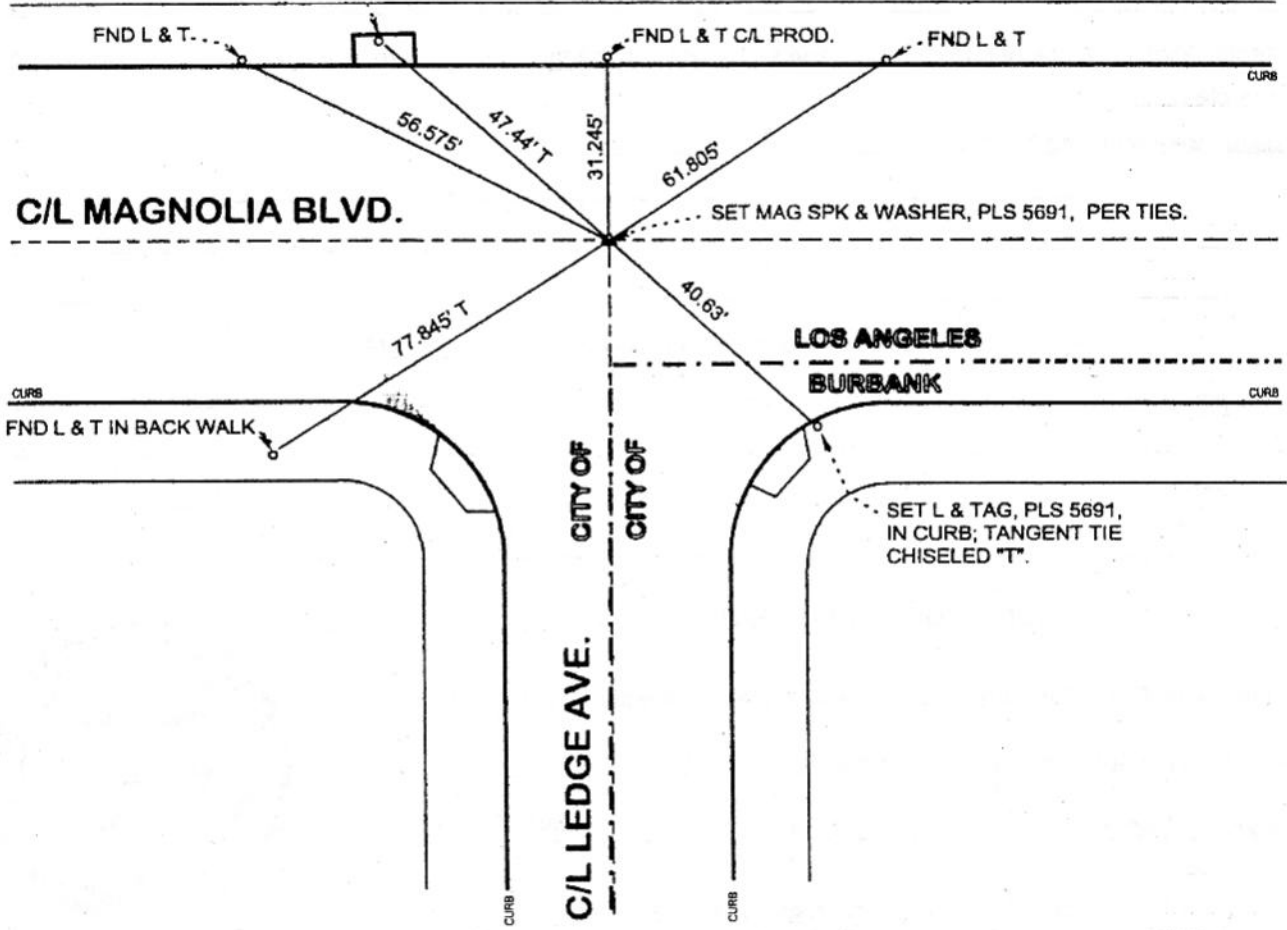 FND L & T
FND L & T C/L PROD.
FND L & T
CURB
56.575'
47.44' T
31.245'
61.805'
C/L MAGNOLIA BLVD.
SET MAG SPK & WASHER, PLS 5691, PER TIES.
77.845' T
40.63'
LOS ANGELES
BURBANK
CURB
CURB
FND L & T IN BACK WALK
CITY OF
CITY OF
SET L & TAG, PLS 5691,
IN CURB; TANGENT TIE
CHISELED "T".
C/L LEDGE AVE.
CURB
CURB